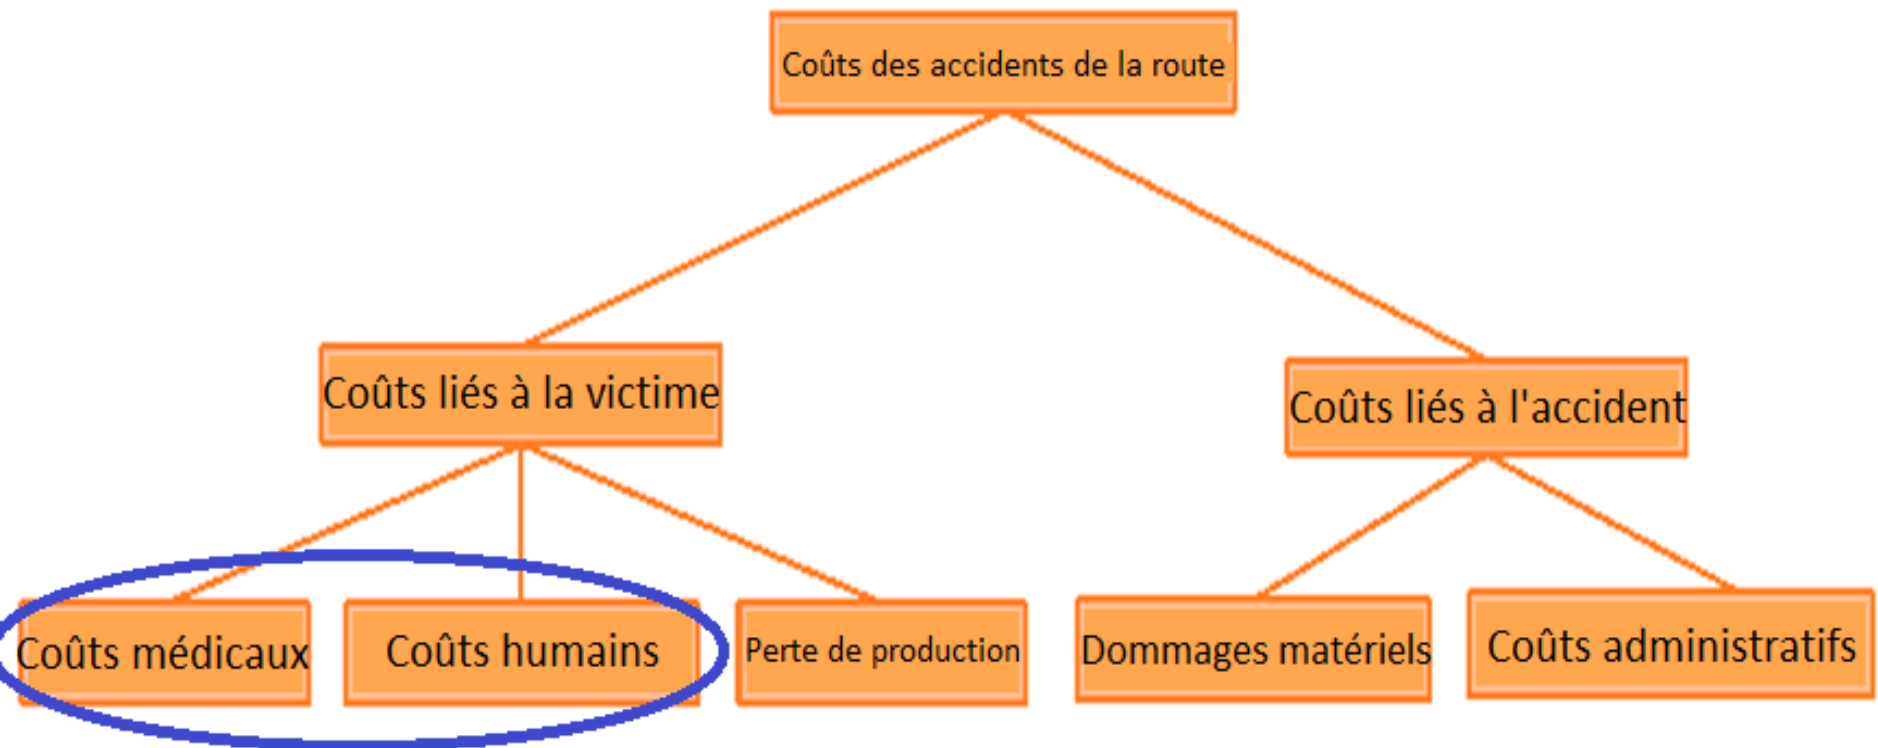 Coûts des accidents de la route
Coûts liés à la victime
Coûts liés à l'accident
Coûts médicaux
Coûts humains
Perte de production
Dommages matériels
Coûts administratifs